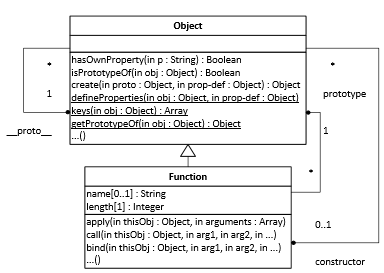 Object
hasOwnProperty(in p : String) : Boolean
isPrototypeOf(in obj : Object) : Boolean
create(in proto : Object, in prop-def : Object) : Object
defineProperties(in obj : Object, in prop-def : Object)
keys(in obj : Object) : Array
getPrototypeOf(in obj : Object) : Object
...()
*
1
__proto__
*
prototype
1
*
Function
name[0..1] : String
length[1] : Integer
apply(in thisObj : Object, in arguments : Array)
call(in thisObj : Object, in arg1, in arg2, in ...)
bind(in thisObj : Object, in arg1, in arg2, in ...)
...()
0..1
constructor